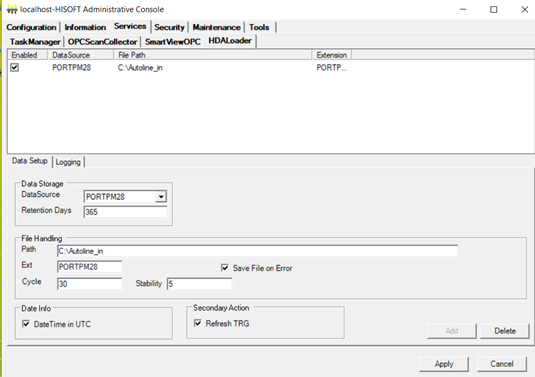 localhost-HISOFT Administrative Console
Configuration Information Services Security Maintenance Tools
TaskManager OPCScanCollector SmartViewOPC HDALoader
Enabled DataSource File Path Extension
PORTPM28 C:\Autoline_in PORTP...
Data Setup Logging
Data Storage
DataSource PORTPM28
Retention Days 365
File Handling
Path C:\Autoline_in
Ext PORTPM28 Save File on Error
Cycle 30 Stability 5
Date Info Secondary Action
DateTime in UTC Refresh TRG
Add Delete
Apply Cancel